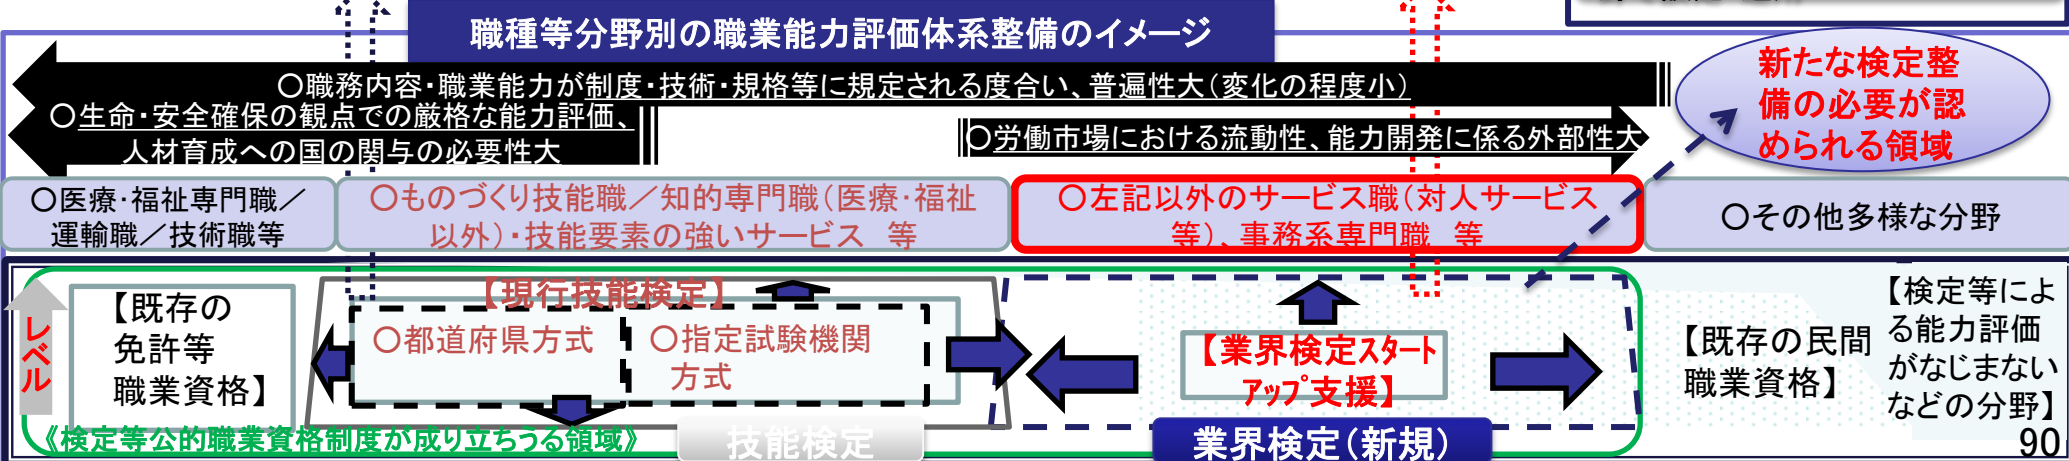 職種等分野別の職業能力評価体系整備のイメージ
○職務内容・職業能力が制度・技術・規格等に規定される度合い、普遍性大（変化の程度小）
○生命・安全確保の観点での厳格な能力評価、
人材育成への国の関与の必要性大
○労働市場における流動性、能力開発に係る外部性大
新たな検定整
備の必要が認
められる領域
○医療・福祉専門職／
運輸職／技術職等
○ものづくり技能職／知的専門職（医療・福祉
以外）・技能要素の強いサービス　等
○左記以外のサービス職（対人サービス
等）、事務系専門職　等
○その他多様な分野
レベル
【既存の
免許等
職業資格】
【現行技能検定】
○都道府県方式
○指定試験機関
方式
【業界検定スタート
アップ支援】
【既存の民間
職業資格】
【検定等によ
る能力評価
がなじまない
などの分野】
《検定等公的職業資格制度が成り立ちうる領域》
技能検定
業界検定（新規）
90